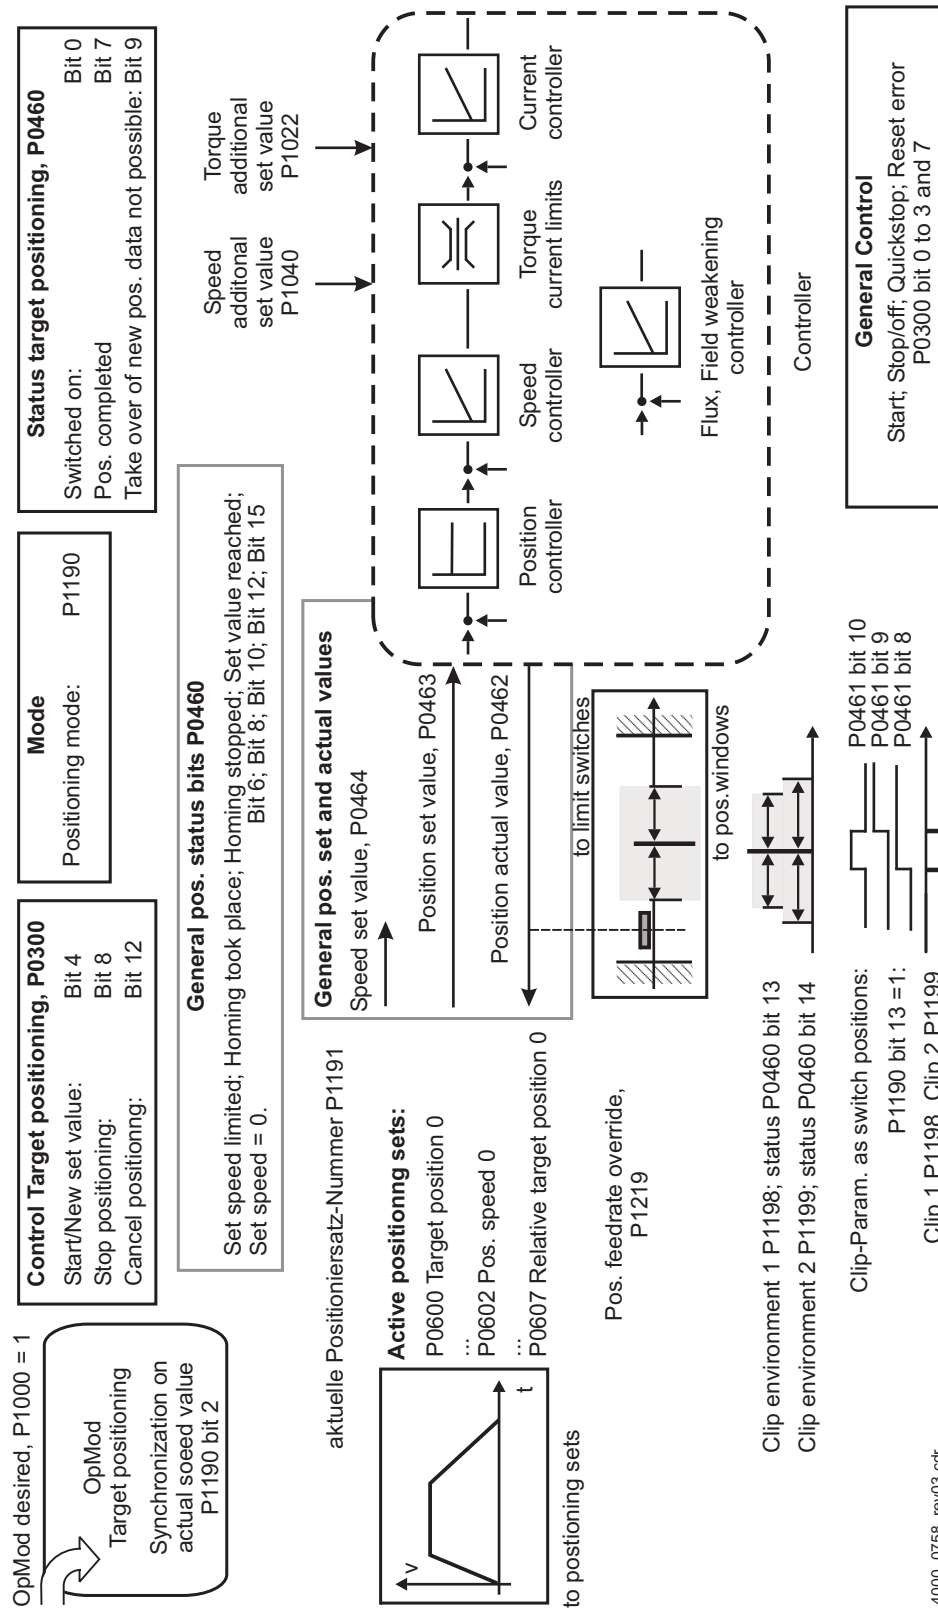 OpMod desired, P1000 = 1
OpMod
Target positioning
Synchronization on
actual soeed value
P1190 bit 2
Control Target positioning, P0300
Start/New set value: Bit 4
Stop positioning: Bit 8
Cancel positionng: Bit 12
Mode
Positioning mode: P1190
Status target positioning, P0460
Switched on: Bit 0
Pos. completed Bit 7
Take over of new pos. data not possible: Bit 9
General pos. status bits P0460
Set speed limited; Homing took place; Homing stopped; Set value reached;
Set speed = 0. Bit 6; Bit 8; Bit 10; Bit 12; Bit 15
Speed
additonal
set value
P1040
Torque
additional
set value
P1022
aktuelle Positioniersatz-Nummer P1191
General pos. set and actual values
Speed set value, P0464
Position set value, P0463
Position actual value, P0462
Active positionng sets:
P0600 Target position 0
...
P0602 Pos. speed 0
...
P0607 Relative target position 0
v
t
to postioning sets
Position
controller
Speed
controller
Torque
current limits
Current
controller
Flux, Field weakening
controller
Controller
Pos. feedrate override,
P1219
to limit switches
to pos.windows
Clip environment 1 P1198; status P0460 bit 13
Clip environment 2 P1199; status P0460 bit 14
Clip-Param. as switch positions:
P1190 bit 13 =1:
P0461 bit 10
P0461 bit 9
P0461 bit 8
Clip 1 P1198, Clip 2 P1199
General Control
Start; Stop/off; Quickstop; Reset error
P0300 bit 0 to 3 and 7
4000_0758_rev03.cdr